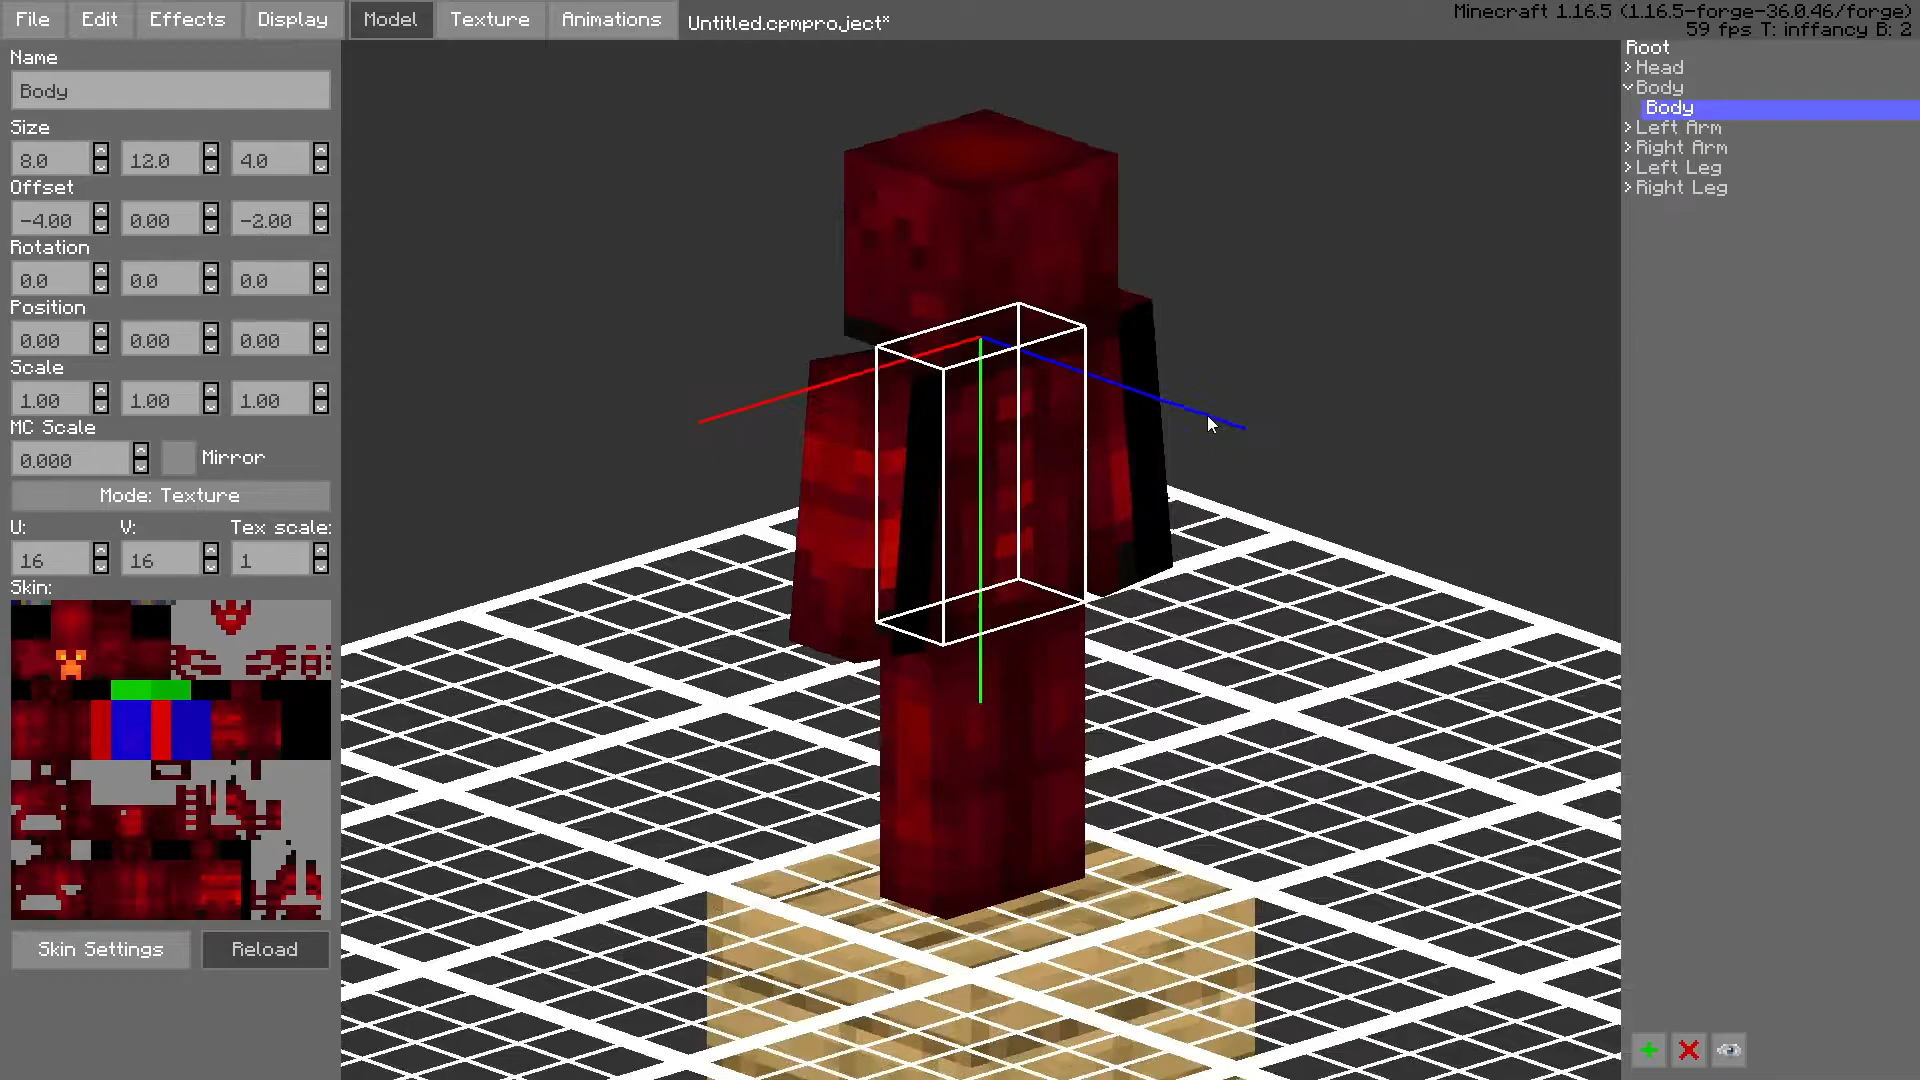 File Edit Effects Display Model Texture Animations Untitled.cpmproject*
Minecraft 1.16.5 (1.16.5-forge-36.0.46/forge)
59 fps T: inffancy B: 2
Name
Body
Size
8.0 12.0 4.0
Offset
-4.00 0.00 -2.00
Rotation
0.0 0.0 0.0
Position
0.00 0.00 0.00
Scale
1.00 1.00 1.00
MC Scale
0.000 Mirror
Mode: Texture
U: V: Tex scale:
16 16 1
Skin:
Skin Settings Reload
Root
Head
Body
Body
Left Arm
Right Arm
Left Leg
Right Leg